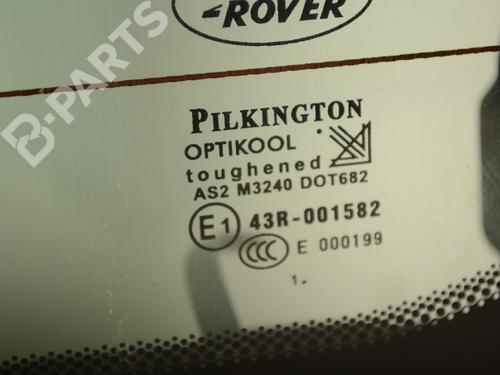 ROVER
B-PARTS
PILKINGTON
OPTIKOOL
toughened
AS2 M3240 DOT682
E1 43R-001582
CCC E 000199
1.